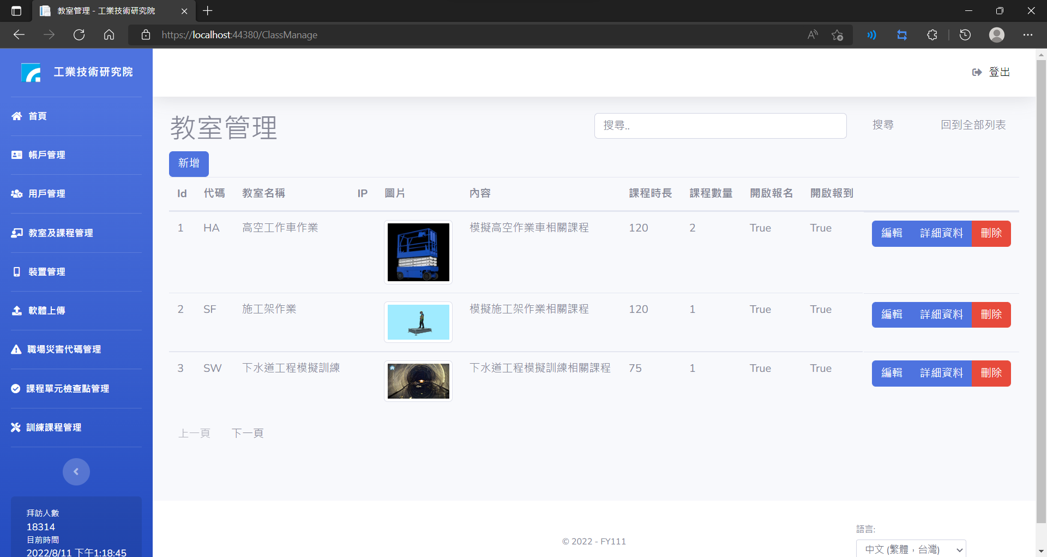 教室管理 - 工業技術研究院
https://localhost:44380/ClassManage
工業技術研究院
登出
首頁
帳戶管理
用戶管理
教室及課程管理
裝置管理
軟體上傳
職場災害代碼管理
課程單元檢查點管理
訓練課程管理
拜訪人數
18314
目前時間
2022/8/11 下午1:18:45
教室管理
搜尋..
搜尋
回到全部列表
新增
Id 代碼 教室名稱 IP 圖片 內容 課程時長 課程數量 開啟報名 開啟報到
1 HA 高空工作車作業 模擬高空作業車相關課程 120 2 True True 編輯 詳細資料 刪除
2 SF 施工架作業 模擬施工架作業相關課程 120 1 True True 編輯 詳細資料 刪除
3 SW 下水道工程模擬訓練 下水道工程模擬訓練相關課程 75 1 True True 編輯 詳細資料 刪除
上一頁 下一頁
© 2022 - FY111
語言:
中文 (繁體，台灣)